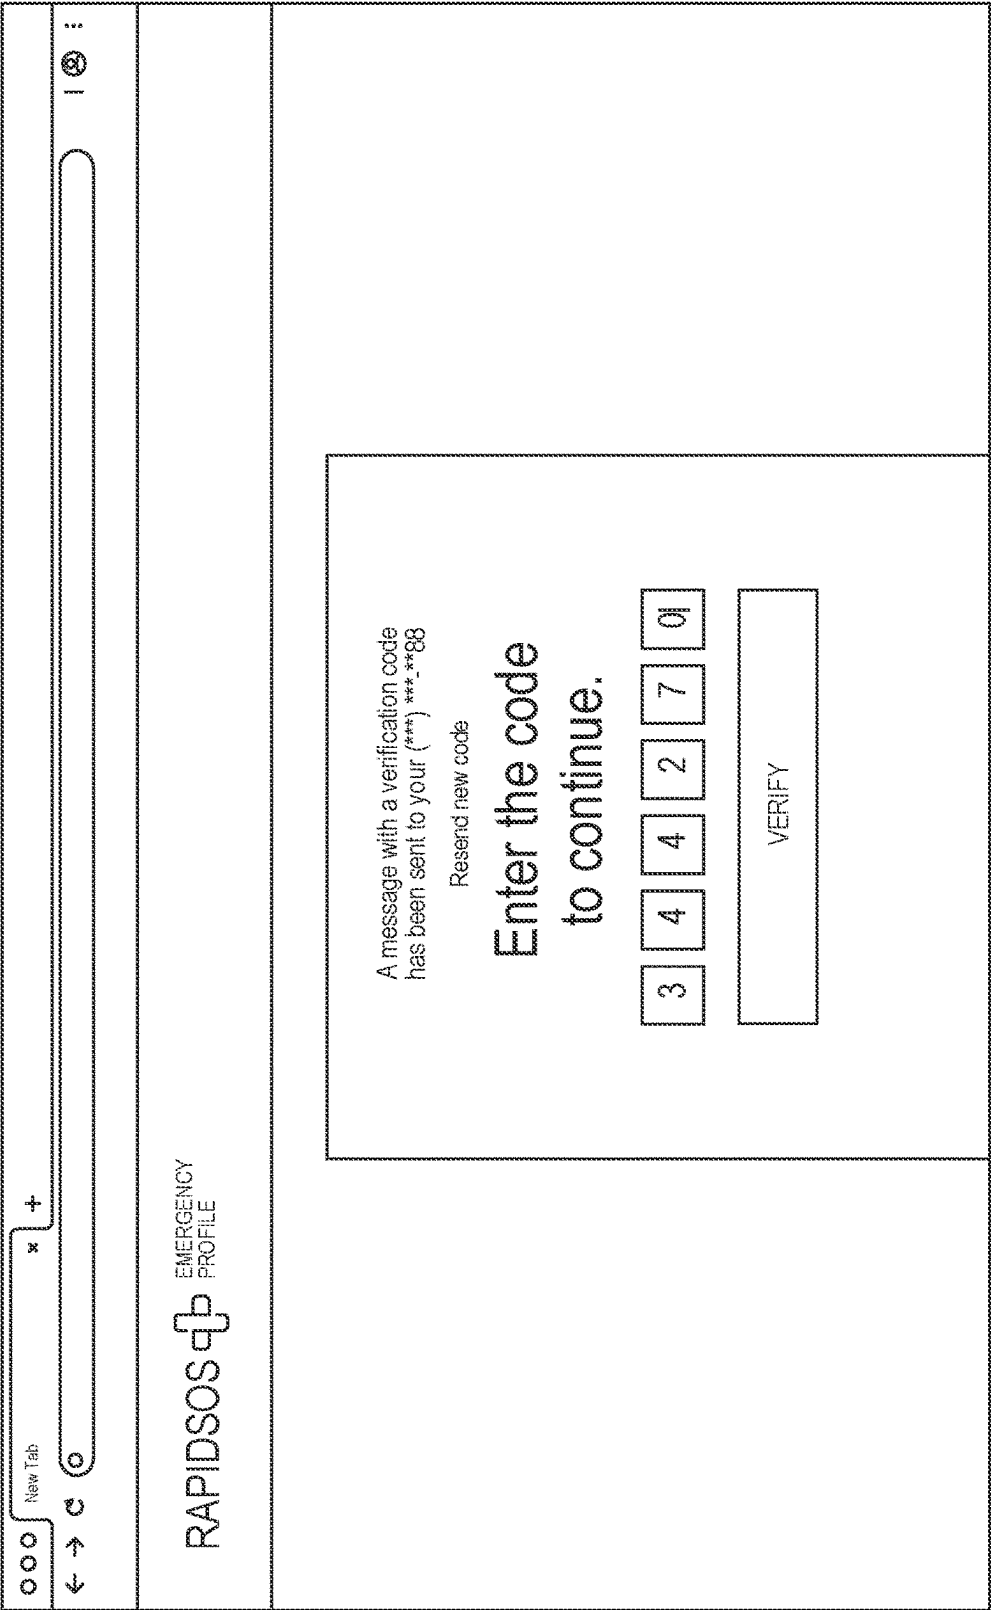 New Tab
RAPIDSOS
EMERGENCY
PROFILE
A message with a verification code
has been sent to your (***) ***-**88
Resend new code
Enter the code
to continue.
3 4 4 2 7 0
VERIFY